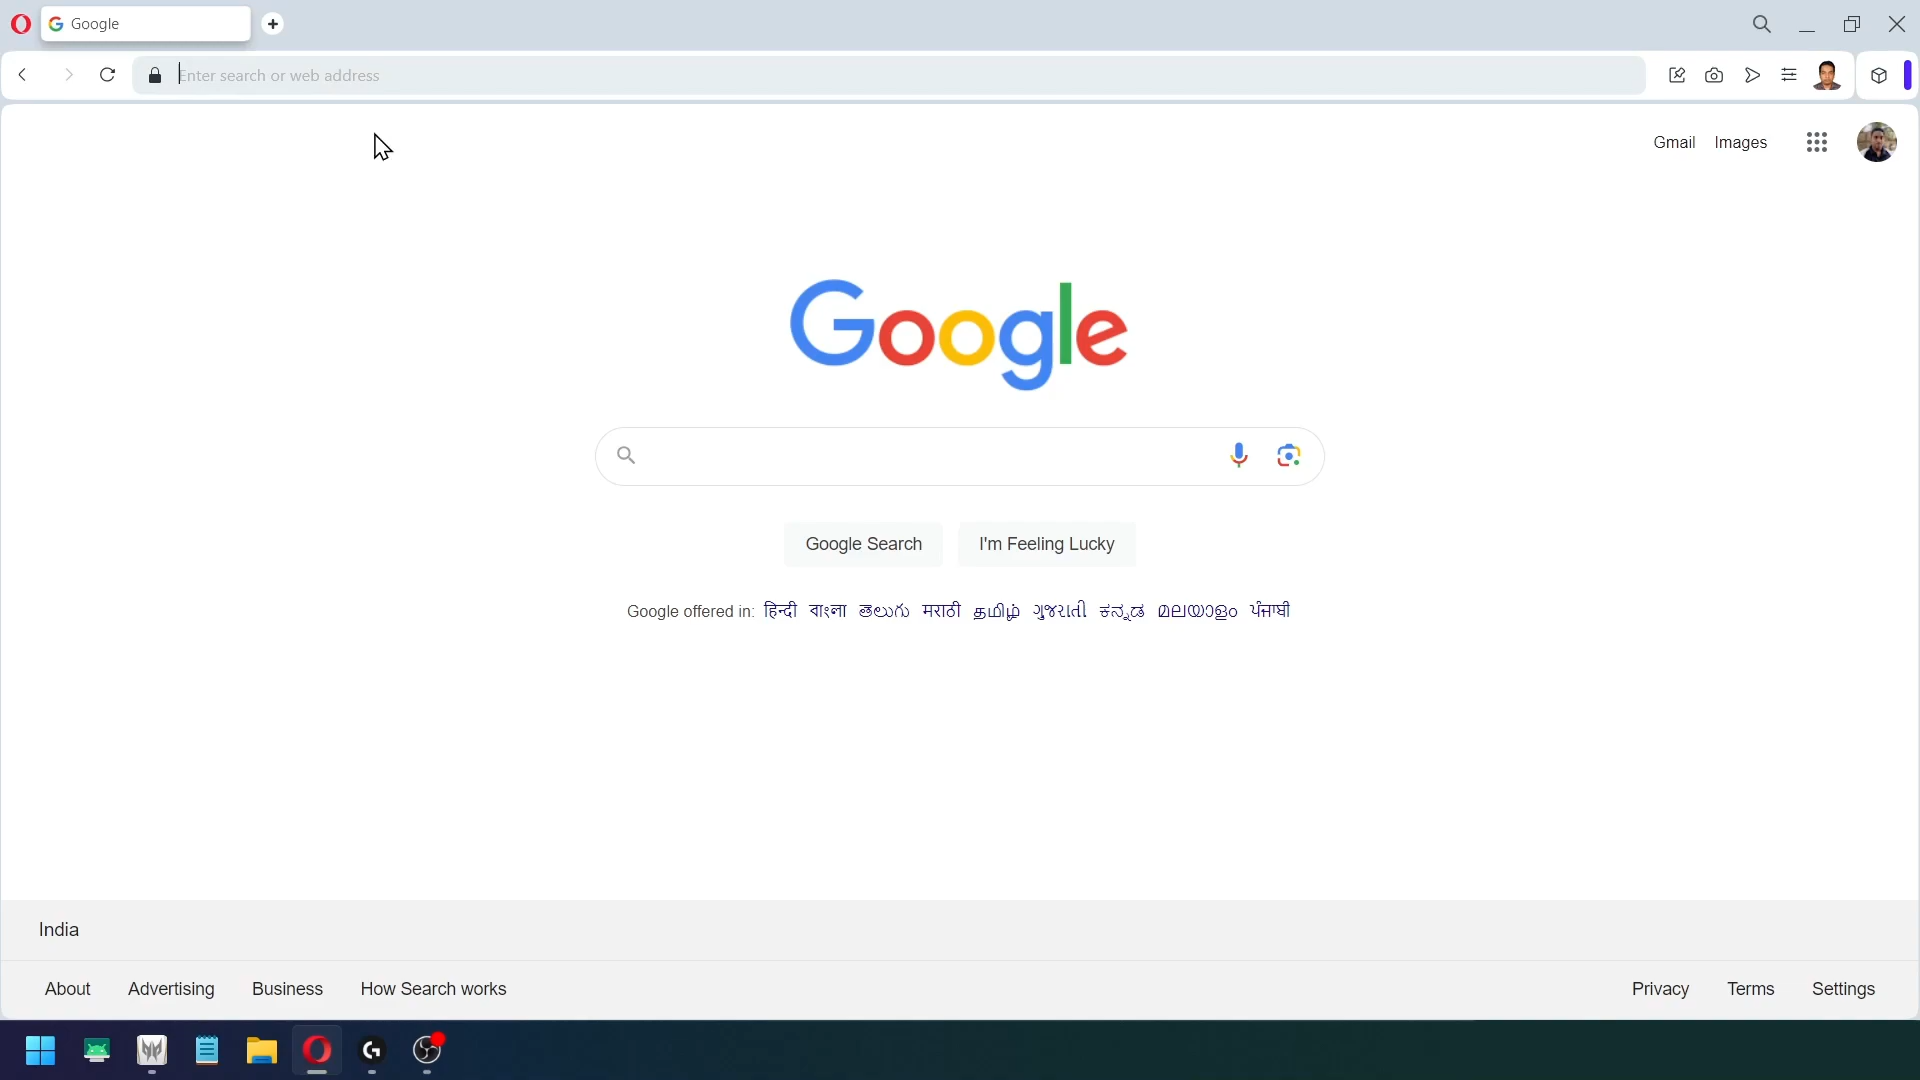 Google
Enter search or web address
Gmail Images
Google
Google Search I'm Feeling Lucky
Google offered in: हिन्दी বাংলা తెలుగు मराठी தமிழ் ગુજરાતી ಕನ್ನಡ മലയാളം ਪੰਜਾਬੀ
India
About Advertising Business How Search works Privacy Terms Settings